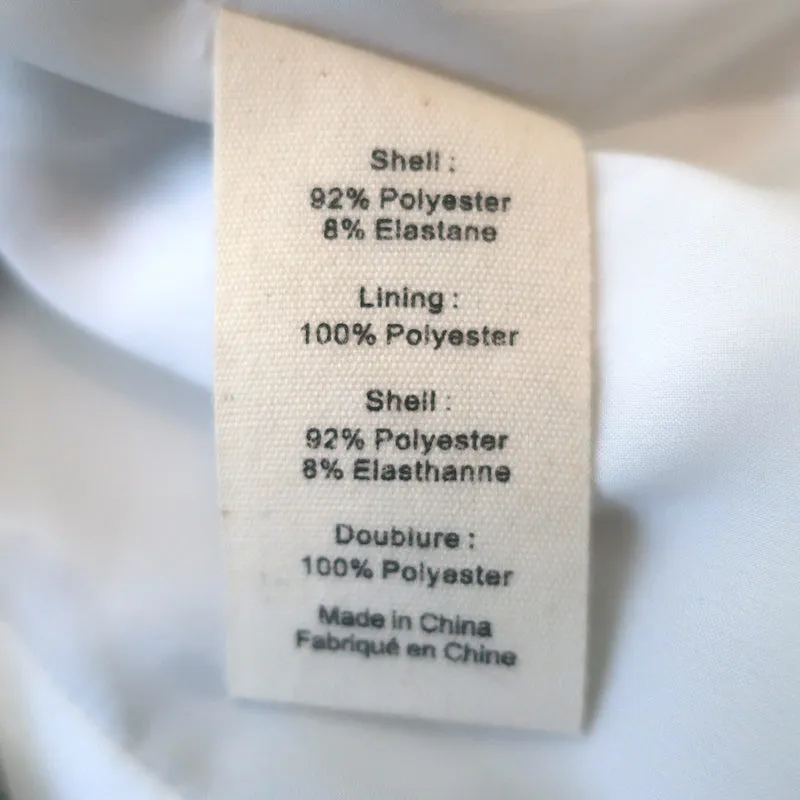 Shell :
92% Polyester
8% Elastane
Lining :
100% Polyester
Shell :
92% Polyester
8% Elasthanne
Doublure :
100% Polyester
Made in China
Fabriqué en Chine